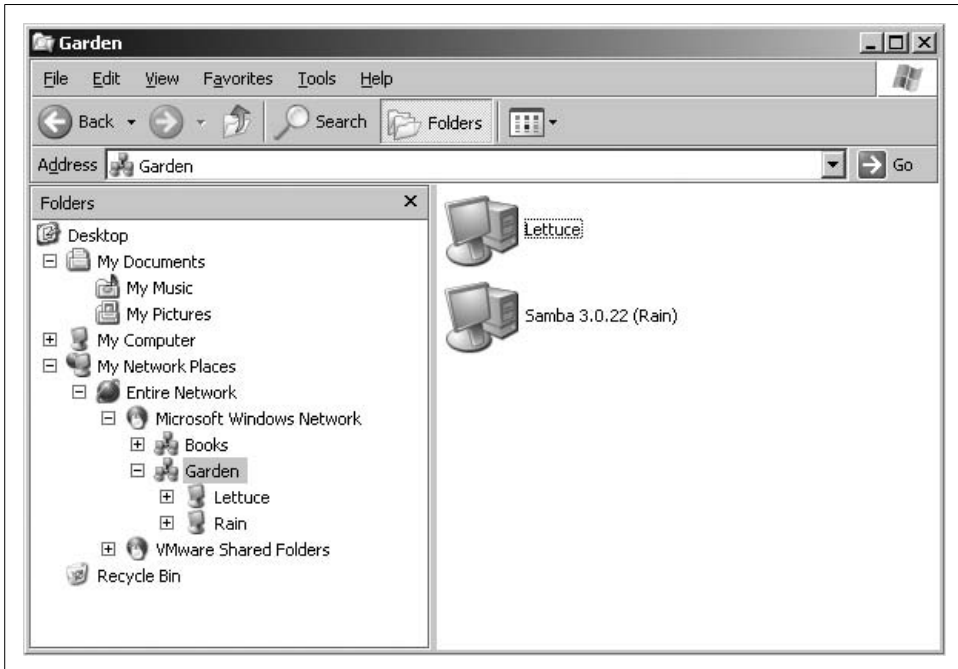 Garden
File Edit View Favorites Tools Help
Back Search Folders
Address Garden Go
Folders x
Desktop
My Documents
My Music
My Pictures
My Computer
My Network Places
Entire Network
Microsoft Windows Network
Books
Garden
Lettuce
Rain
VMware Shared Folders
Recycle Bin
Lettuce
Samba 3.0.22 (Rain)